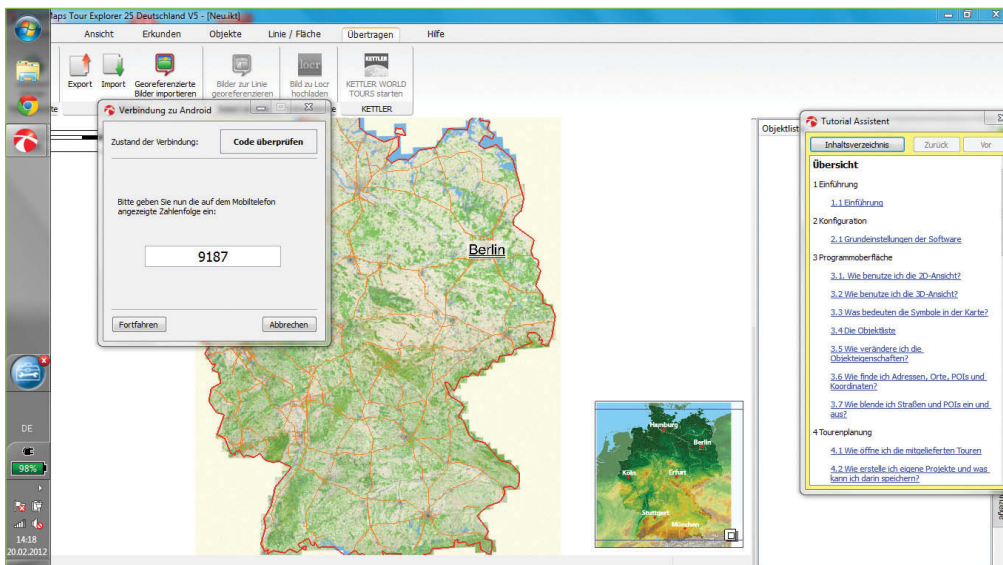 Maps Tour Explorer 25 Deutschland V5 - [Neu.ikt]
Ansicht Erkunden Objekte Linie / Fläche Übertragen Hilfe
KETTLER
locr
Export Import Georeferenzierte Bilder zur Linie Bild zu Locr KETTLER WORLD
Bilder importieren georeferenzieren hochladen TOURS starten
KETTLER
Verbindung zu Android
Zustand der Verbindung: Code überprüfen
Bitte geben Sie nun die auf dem Mobiltelefon
angezeigte Zahlenfolge ein:
9187
Fortfahren Abbrechen
Berlin
Hamburg
Berlin
Köln Erfurt
Stuttgart
München
Objektlist
Tutorial Assistent
Inhaltsverzeichnis Zurück Vor
Übersicht
1 Einführung
1.1 Einführung
2 Konfiguration
2.1 Grundeinstellungen der Software
3 Programmoberfläche
3.1. Wie benutze ich die 2D-Ansicht?
3.2 Wie benutze ich die 3D-Ansicht?
3.3 Was bedeuten die Symbole in der Karte?
3.4 Die Objektliste
3.5 Wie verändere ich die
Objekteigenschaften?
3.6 Wie finde ich Adressen, Orte, POIs und
Koordinaten?
3.7 Wie blende ich Straßen und POIs ein und
aus?
4 Tourenplanung
4.1 Wie öffne ich die mitgelieferten Touren
4.2 Wie erstelle ich eigene Projekte und was
kann ich darin speichern?
DE
98%
14:18
20.02.2012